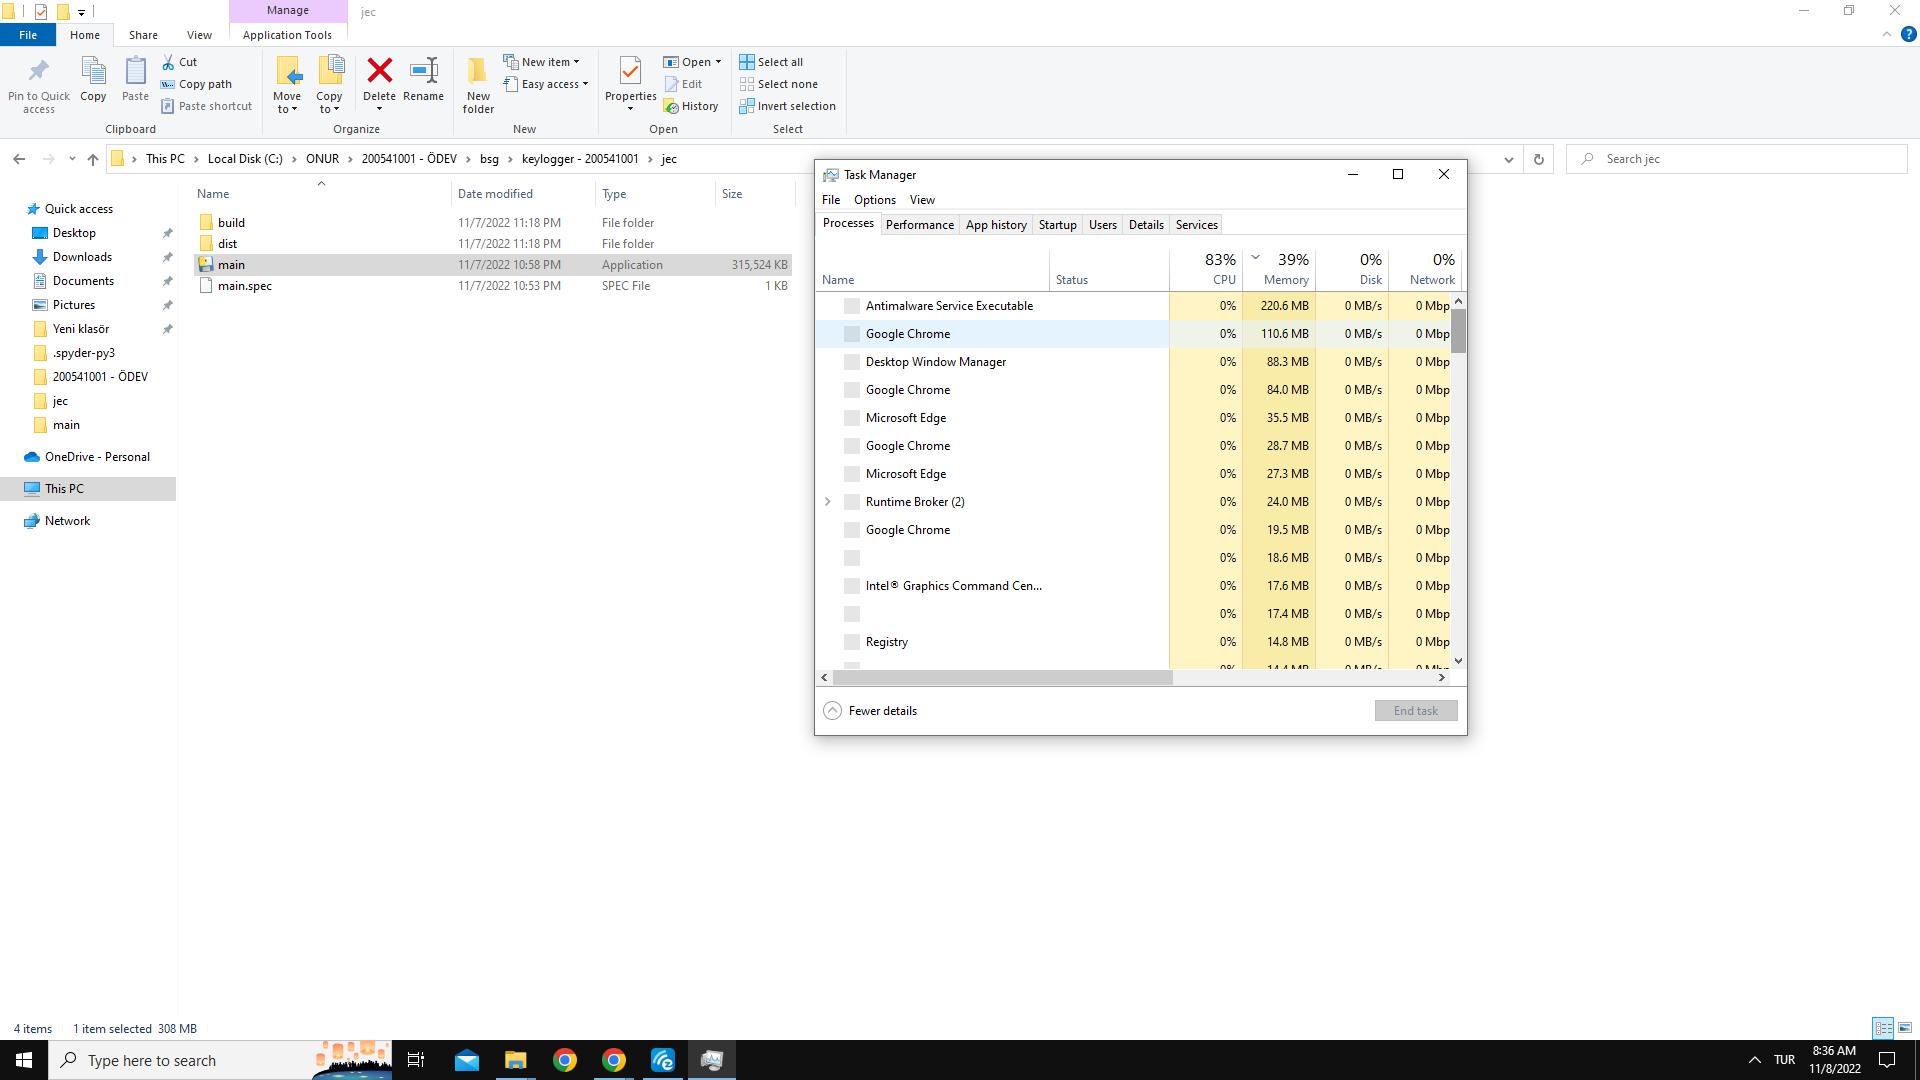 Manage
jec
File
Home
Share
View
Application Tools
Pin to Quick access
Copy
Paste
Cut
Copy path
Paste shortcut
Clipboard
Move to
Copy to
Delete
Rename
Organize
New folder
New item
Easy access
New
Properties
Open
Edit
History
Open
Select all
Select none
Invert selection
Select
This PC > Local Disk (C:) > ONUR > 200541001 - ÖDEV > bsg > keylogger - 200541001 > jec
Search jec
Quick access
Desktop
Downloads
Documents
Pictures
Yeni klasör
.spyder-py3
200541001 - ÖDEV
jec
main
OneDrive - Personal
This PC
Network
Name Date modified Type Size
build 11/7/2022 11:18 PM File folder
dist 11/7/2022 11:18 PM File folder
main 11/7/2022 10:58 PM Application 315,524 KB
main.spec 11/7/2022 10:53 PM SPEC File 1 KB
Task Manager
File Options View
Processes Performance App history Startup Users Details Services
83% 39% 0% 0%
Name Status CPU Memory Disk Network
Antimalware Service Executable 0% 220.6 MB 0 MB/s 0 Mbp
Google Chrome 0% 110.6 MB 0 MB/s 0 Mbp
Desktop Window Manager 0% 88.3 MB 0 MB/s 0 Mbp
Google Chrome 0% 84.0 MB 0 MB/s 0 Mbp
Microsoft Edge 0% 35.5 MB 0 MB/s 0 Mbp
Google Chrome 0% 28.7 MB 0 MB/s 0 Mbp
Microsoft Edge 0% 27.3 MB 0 MB/s 0 Mbp
Runtime Broker (2) 0% 24.0 MB 0 MB/s 0 Mbp
Google Chrome 0% 19.5 MB 0 MB/s 0 Mbp
0% 18.6 MB 0 MB/s 0 Mbp
Intel® Graphics Command Cen... 0% 17.6 MB 0 MB/s 0 Mbp
0% 17.4 MB 0 MB/s 0 Mbp
Registry 0% 14.8 MB 0 MB/s 0 Mbp
0% 14.4 MB 0 MB/s 0 Mbp
Fewer details
End task
4 items 1 item selected 308 MB
Type here to search
TUR
8:36 AM
11/8/2022